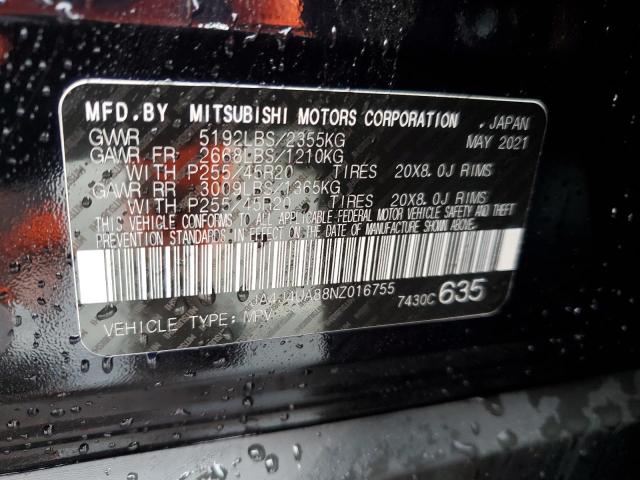 MFD.BY MITSUBISHI MOTORS CORPORATION , JAPAN
GWWR 5192LBS/2355KG MAY 2021
GAWR FR 2668LBS/1210KG
WITH P255/45R20 TIRES 20X8.0J RIMS
GAWR RR 3009LBS/1365KG
WITH P255/45R20 TIRES 20X8.0J RIMS
THIS VEHICLE CONFORMS TO ALL APPLICABLE FEDERAL MOTOR VEHICLE SAFETY AND THEFT
PREVENTION STANDARDS IN EFFECT ON THE DATE OF MANUFACTURE SHOWN ABOVE.
JA4J4UA88NZ016755 7430C 635
VEHICLE TYPE: MPV